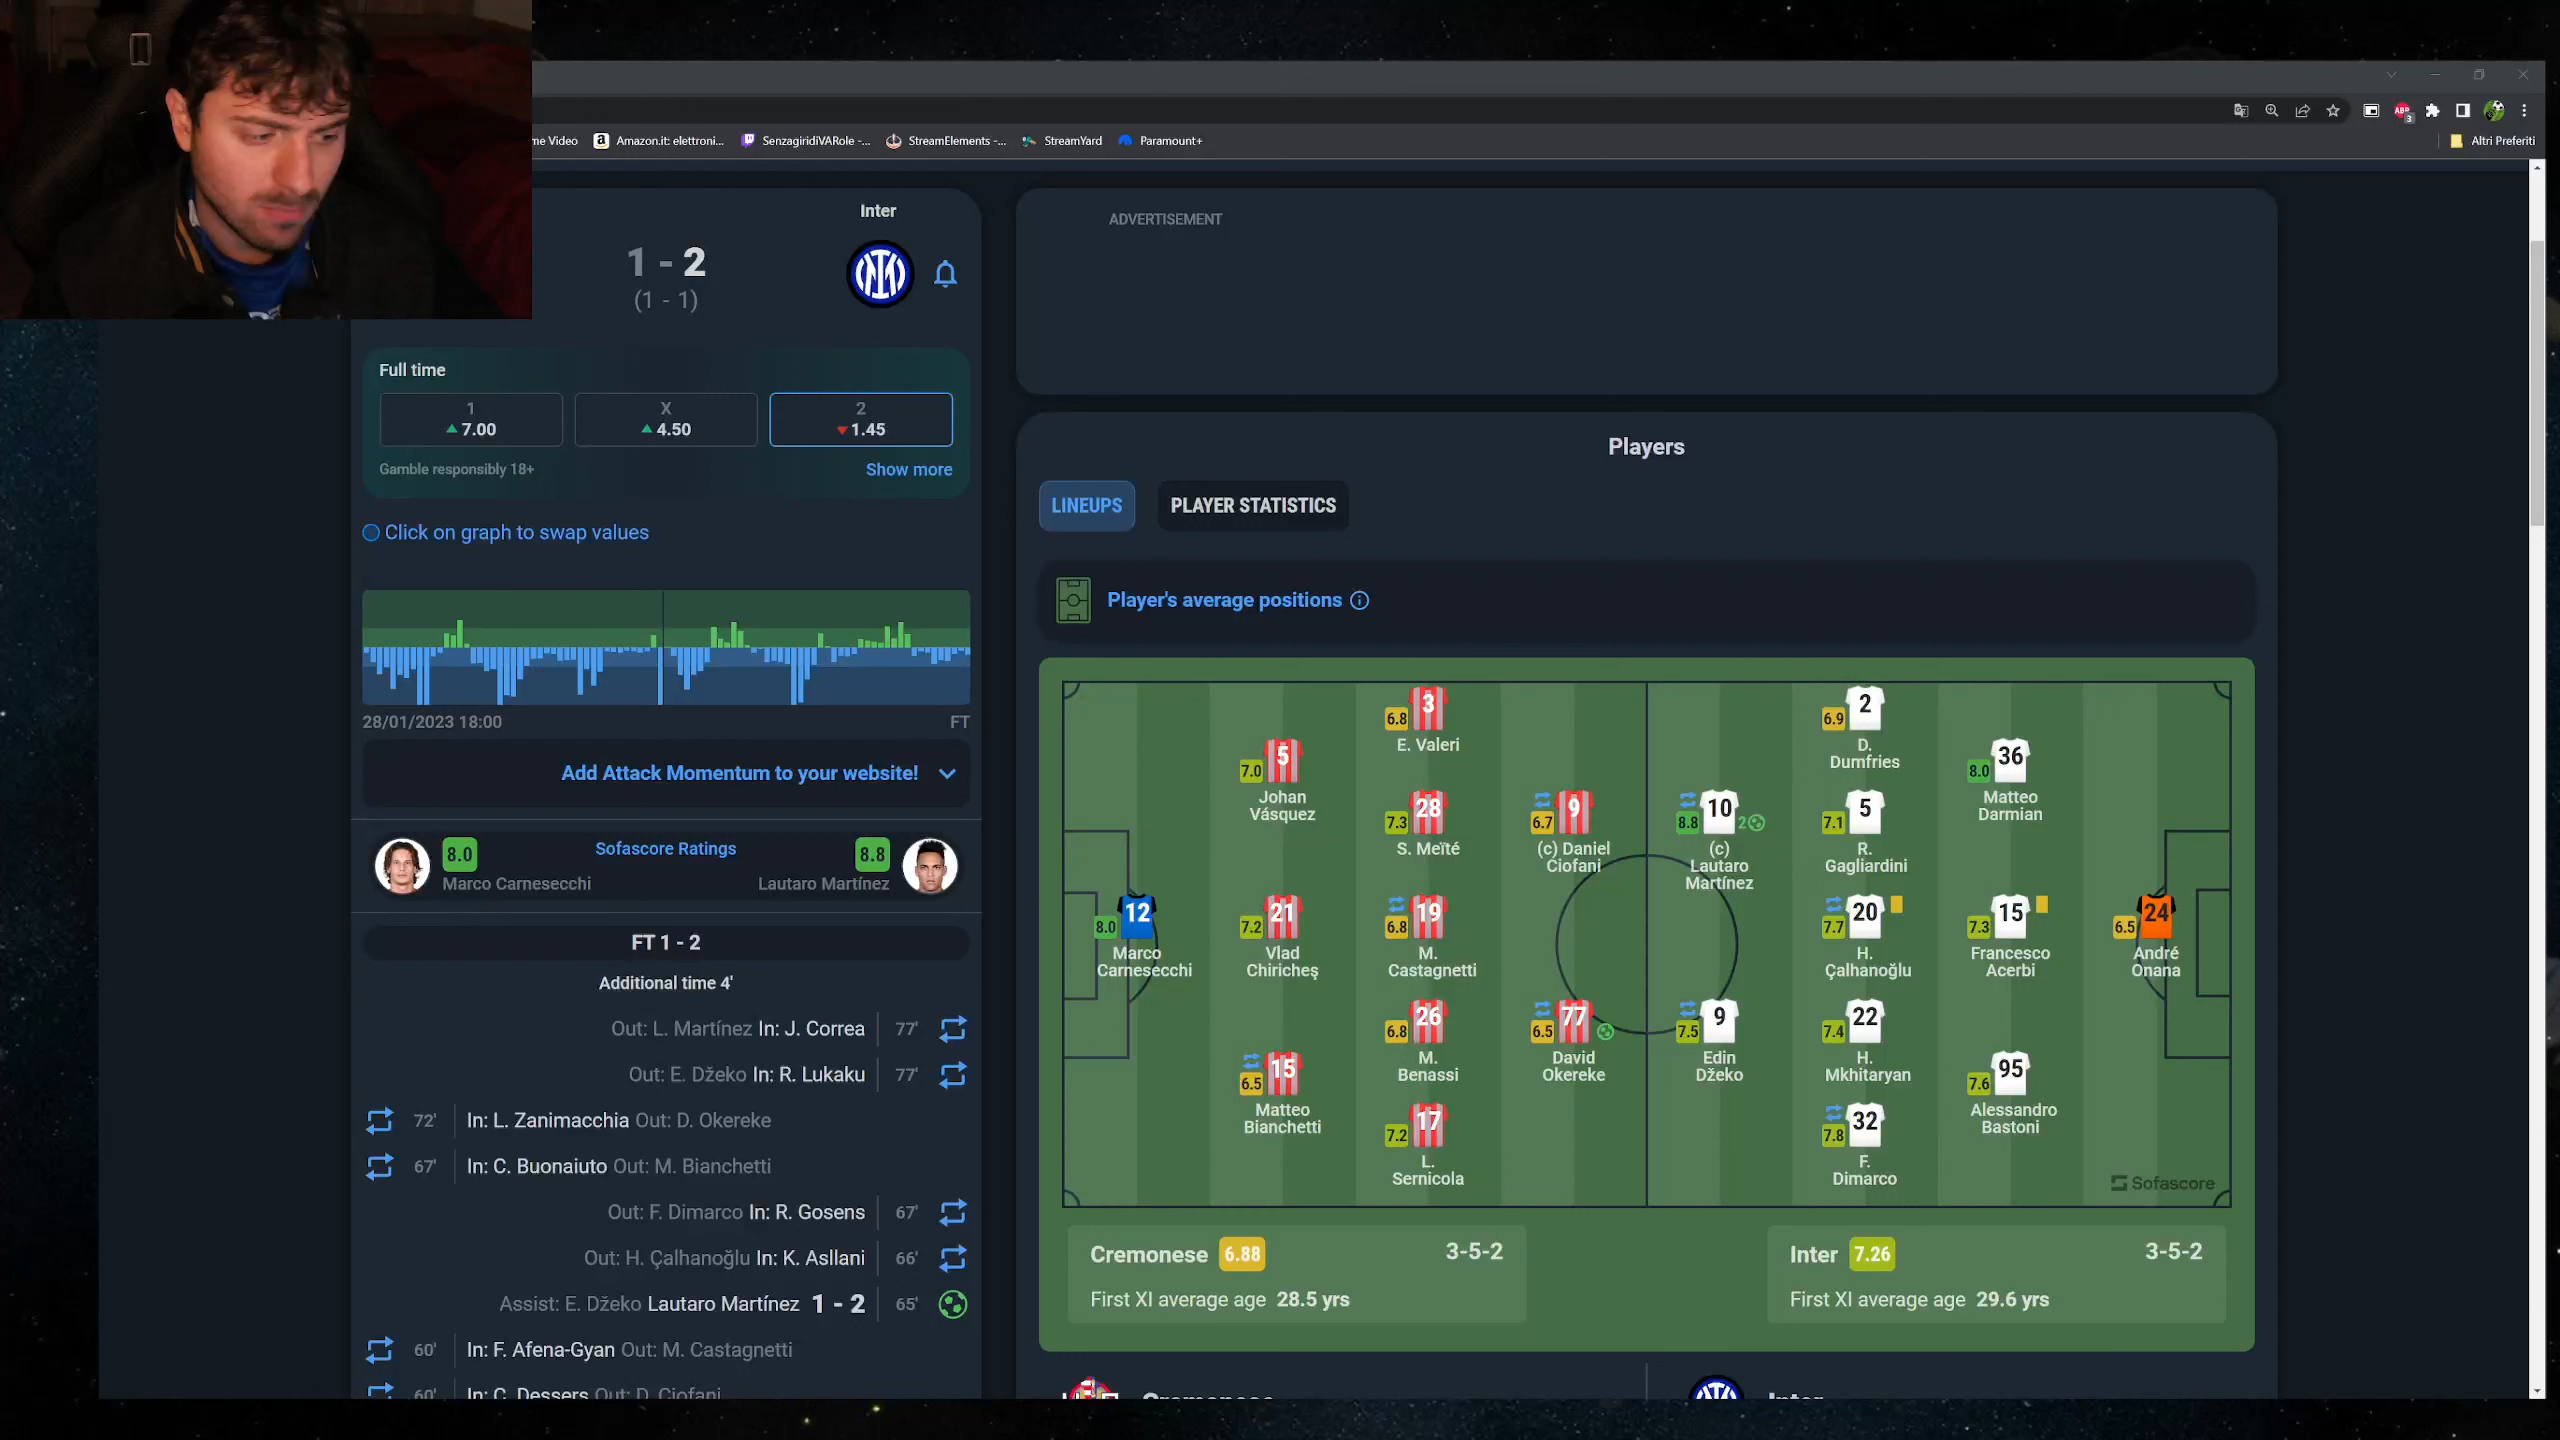 me Video
Amazon.it: elettroni...
SenzagiridiVARole -...
StreamElements -...
StreamYard
Paramount+
Altri Preferiti
Inter
1 - 2
(1 - 1)
Full time
1
7.00
X
4.50
2
1.45
Gamble responsibly 18+
Show more
Click on graph to swap values
28/01/2023 18:00
FT
Add Attack Momentum to your website!
8.0
Sofascore Ratings
8.8
Marco Carnesecchi
Lautaro Martínez
FT 1 - 2
Additional time 4'
Out: L. Martínez In: J. Correa 77'
Out: E. Džeko In: R. Lukaku 77'
72' In: L. Zanimacchia Out: D. Okereke
67' In: C. Buonaiuto Out: M. Bianchetti
Out: F. Dimarco In: R. Gosens 67'
Out: H. Çalhanoğlu In: K. Asllani 66'
Assist: E. Džeko Lautaro Martínez 1 - 2 65'
60' In: F. Afena-Gyan Out: M. Castagnetti
60' In: C. Dessers Out: D. Ciofani
ADVERTISEMENT
Players
LINEUPS
PLAYER STATISTICS
Player's average positions
12
8.0
Marco
Carnesecchi
5
7.0
Johan
Vásquez
21
7.2
Vlad
Chiricheș
15
6.5
Matteo
Bianchetti
3
6.8
E. Valeri
28
7.3
S. Meïté
19
6.8
M.
Castagnetti
26
6.8
M.
Benassi
17
7.2
L.
Sernicola
9
6.7
(c) Daniel
Ciofani
77
6.5
David
Okereke
10
8.8
2
(c)
Lautaro
Martínez
9
7.5
Edin
Džeko
2
6.9
D.
Dumfries
5
7.1
R.
Gagliardini
20
7.7
H.
Çalhanoğlu
22
7.4
H.
Mkhitaryan
32
7.8
F.
Dimarco
36
8.0
Matteo
Darmian
15
7.3
Francesco
Acerbi
95
7.6
Alessandro
Bastoni
24
6.5
André
Onana
Sofascore
Cremonese 6.88
3-5-2
First XI average age 28.5 yrs
Inter 7.26
3-5-2
First XI average age 29.6 yrs
Cremonese
Inter